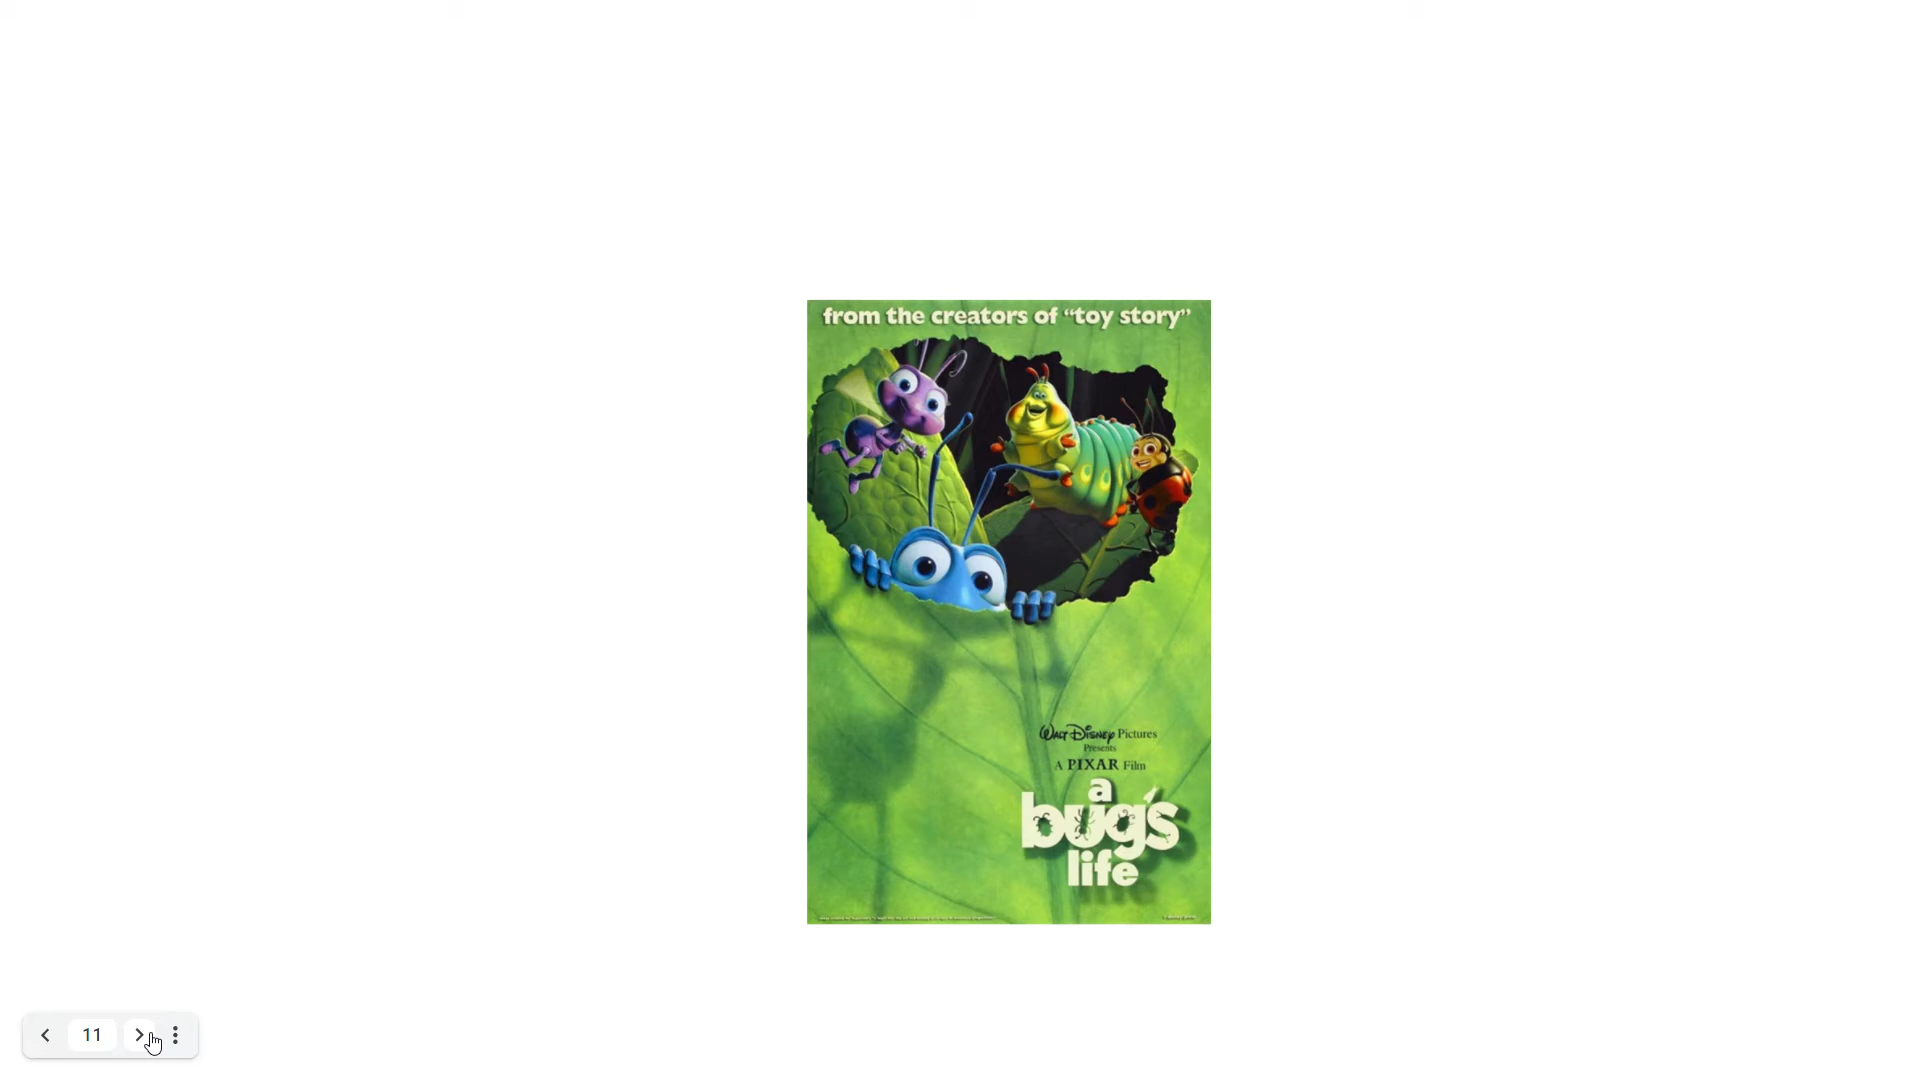 from the creators of “toy story”
Walt Disney Pictures
Presents
A PIXAR Film
a
bug's
life
11